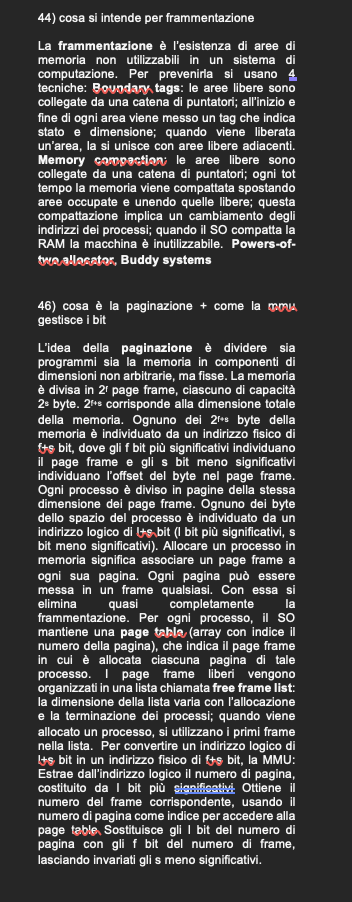 44) cosa si intende per frammentazione
La frammentazione è l'esistenza di aree di
memoria non utilizzabili in un sistema di
computazione. Per prevenirla si usano 4
tecniche: Boundary tags: le aree libere sono
collegate da una catena di puntatori; all'inizio e
fine di ogni area viene messo un tag che indica
stato e dimensione; quando viene liberata
un'area, la si unisce con aree libere adiacenti.
Memory compaction: le aree libere sono
collegate da una catena di puntatori; ogni tot
tempo la memoria viene compattata spostando
aree occupate e unendo quelle libere; questa
compattazione implica un cambiamento degli
indirizzi dei processi; quando il SO compatta la
RAM la macchina è inutilizzabile. Powers-of-
two allocator, Buddy systems
46) cosa è la paginazione + come la mmu
gestisce i bit
L'idea della paginazione è dividere sia
programmi sia la memoria in componenti di
dimensioni non arbitrarie, ma fisse. La memoria
è divisa in 2f page frame, ciascuno di capacità
2s byte. 2f+s corrisponde alla dimensione totale
della memoria. Ognuno dei 2f+s byte della
memoria è individuato da un indirizzo fisico di
f+s bit, dove gli f bit più significativi individuano
il page frame e gli s bit meno significativi
individuano l'offset del byte nel page frame.
Ogni processo è diviso in pagine della stessa
dimensione dei page frame. Ognuno dei byte
dello spazio del processo è individuato da un
indirizzo logico di l+s bit (l bit più significativi, s
bit meno significativi). Allocare un processo in
memoria significa associare un page frame a
ogni sua pagina. Ogni pagina può essere
messa in un frame qualsiasi. Con essa si
elimina quasi completamente la
frammentazione. Per ogni processo, il SO
mantiene una page table (array con indice il
numero della pagina), che indica il page frame
in cui è allocata ciascuna pagina di tale
processo. I page frame liberi vengono
organizzati in una lista chiamata free frame list:
la dimensione della lista varia con l'allocazione
e la terminazione dei processi; quando viene
allocato un processo, si utilizzano i primi frame
nella lista. Per convertire un indirizzo logico di
l+s bit in un indirizzo fisico di f+s bit, la MMU:
Estrae dall'indirizzo logico il numero di pagina,
costituito da l bit più significativi Ottiene il
numero del frame corrispondente, usando il
numero di pagina come indice per accedere alla
page table Sostituisce gli l bit del numero di
pagina con gli f bit del numero di frame,
lasciando invariati gli s meno significativi.